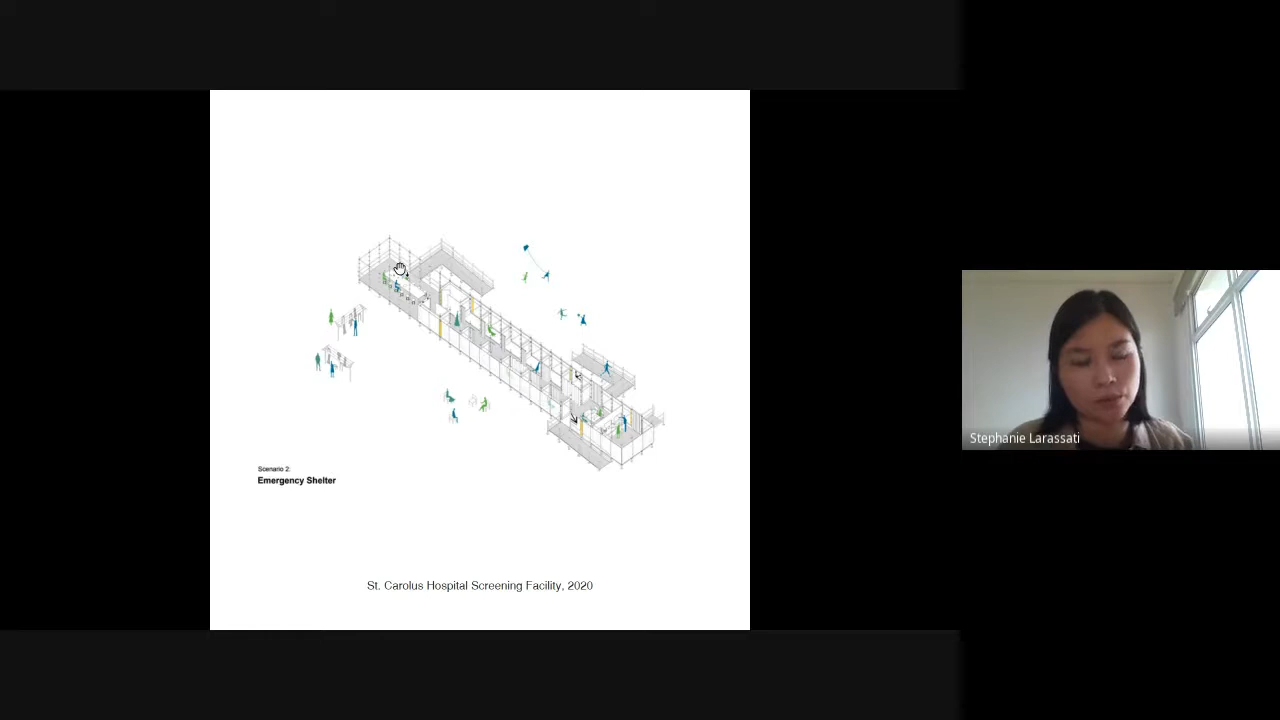 Scenario 2:
Emergency Shelter
St. Carolus Hospital Screening Facility, 2020
Stephanie Larassati